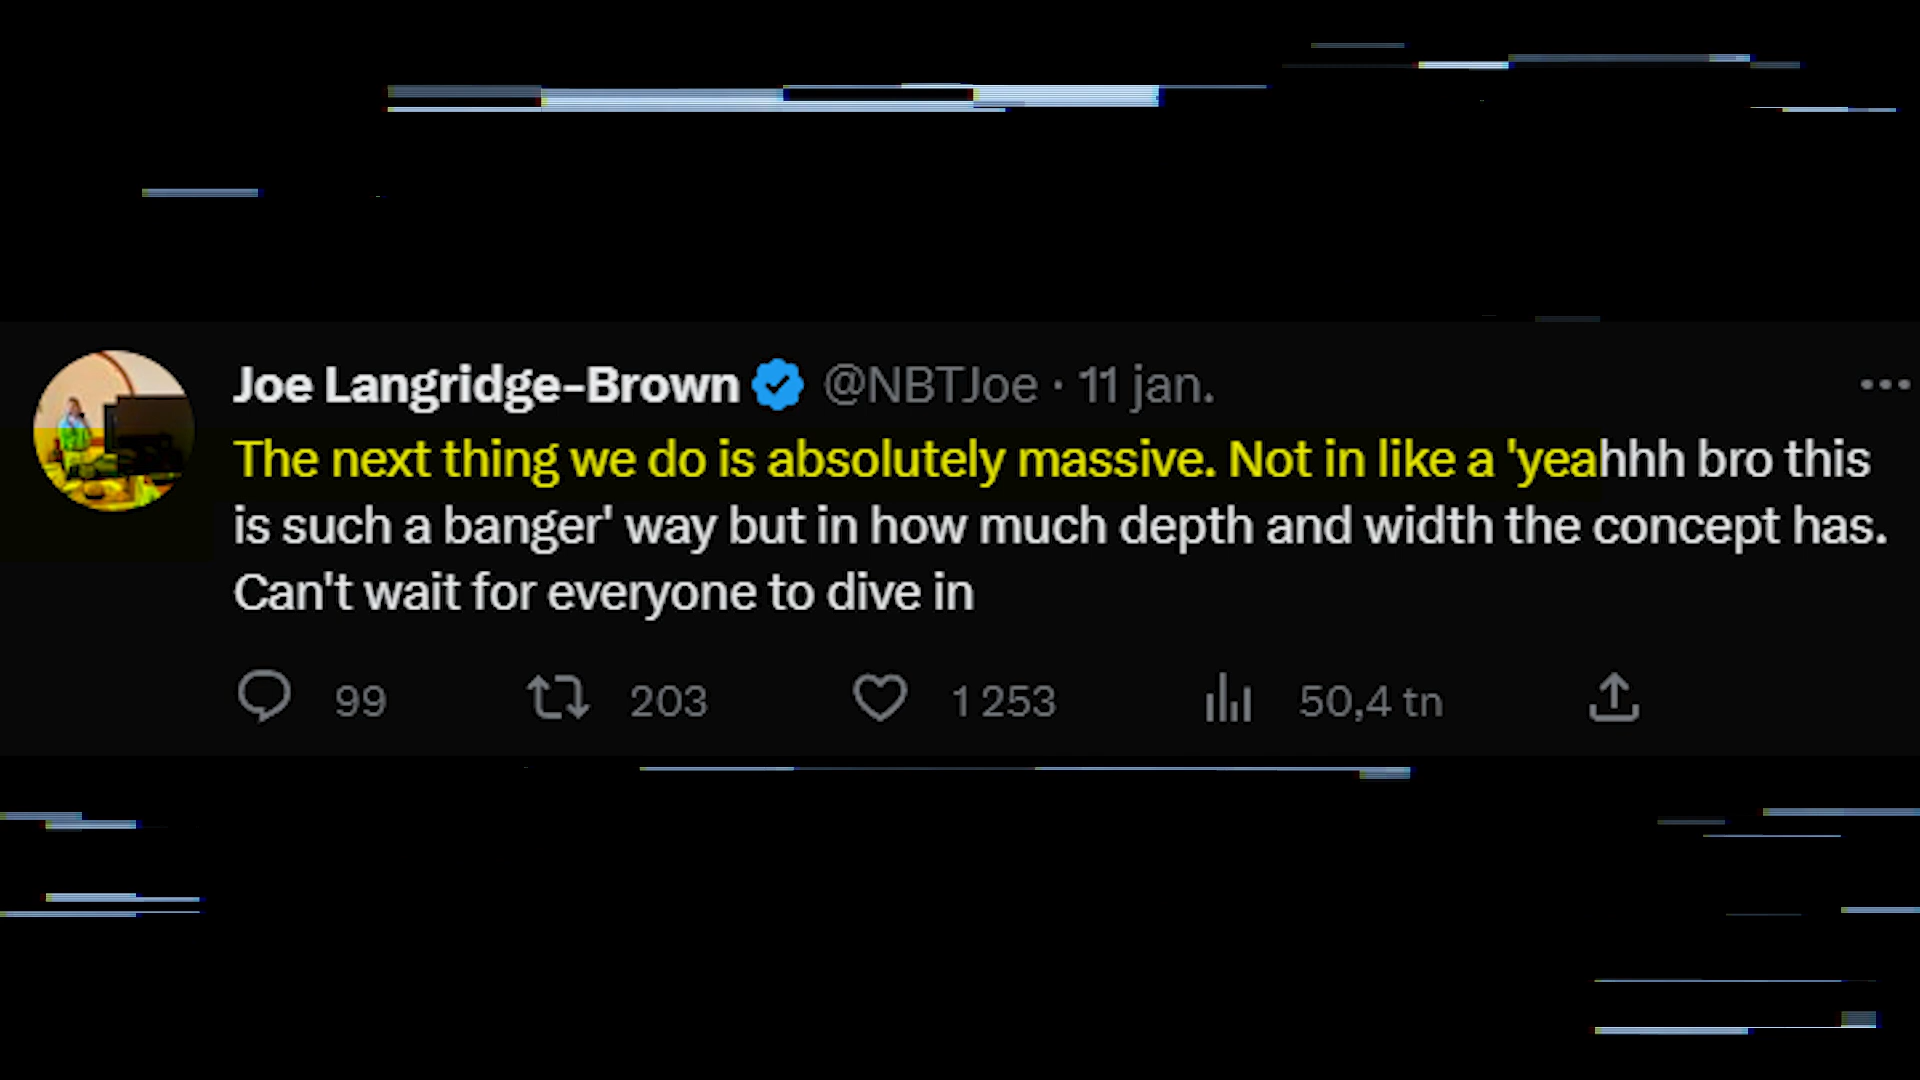 Joe Langridge-Brown @NBTJoe · 11 jan.
The next thing we do is absolutely massive. Not in like a 'yeahhh bro this
is such a banger' way but in how much depth and width the concept has.
Can't wait for everyone to dive in
99 203 1 253 50,4 tn